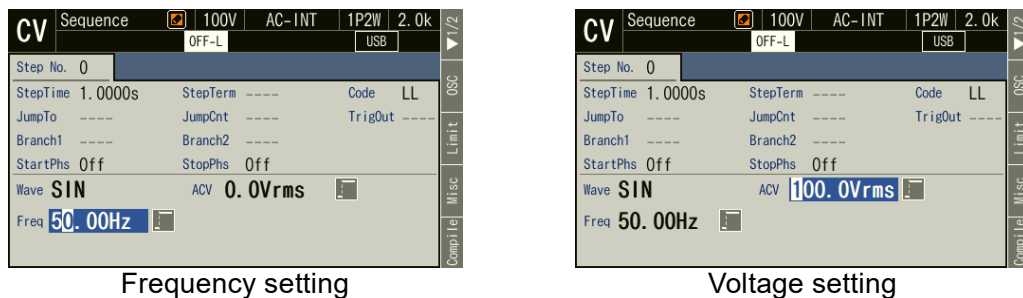 CV Sequence 100V AC-INT 1P2W 2.0k
OFF-L USB
▼1/2
Step No. 0
StepTime 1.0000s StepTerm ---- Code LL
JumpTo ---- JumpCnt ---- TrigOut ----
Branch1 ---- Branch2 ----
StartPhs Off StopPhs Off
Wave SIN ACV 0.0Vrms
Freq 50.00Hz
OSC
Limit
Misc
Compile
Frequency setting
CV Sequence 100V AC-INT 1P2W 2.0k
OFF-L USB
▼1/2
Step No. 0
StepTime 1.0000s StepTerm ---- Code LL
JumpTo ---- JumpCnt ---- TrigOut ----
Branch1 ---- Branch2 ----
StartPhs Off StopPhs Off
Wave SIN ACV 100.0Vrms
Freq 50.00Hz
OSC
Limit
Misc
Compile
Voltage setting